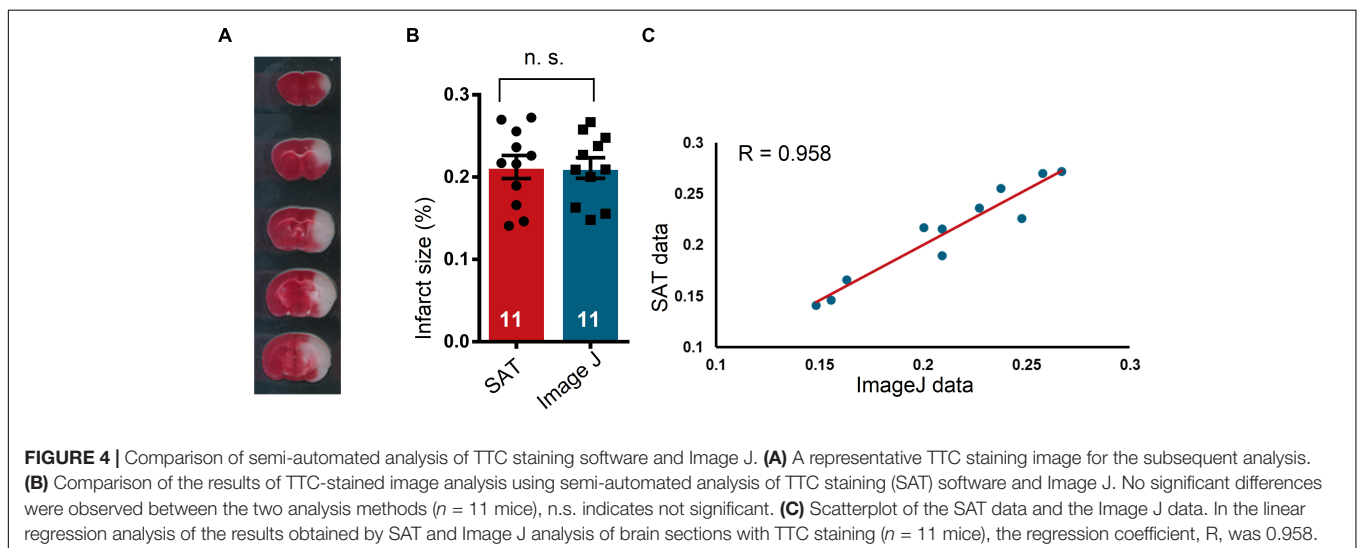 A
B
C
n. s.
0.3
0.2
0.1
0.0
Infarct size (%)
11
11
SAT
Image J
R = 0.958
0.3
0.25
0.2
0.15
0.1
SAT data
0.1
0.15
0.2
0.25
0.3
ImageJ data
FIGURE 4 | Comparison of semi-automated analysis of TTC staining software and Image J. (A) A representative TTC staining image for the subsequent analysis.
(B) Comparison of the results of TTC-stained image analysis using semi-automated analysis of TTC staining (SAT) software and Image J. No significant differences
were observed between the two analysis methods (n = 11 mice), n.s. indicates not significant. (C) Scatterplot of the SAT data and the Image J data. In the linear
regression analysis of the results obtained by SAT and Image J analysis of brain sections with TTC staining (n = 11 mice), the regression coefficient, R, was 0.958.